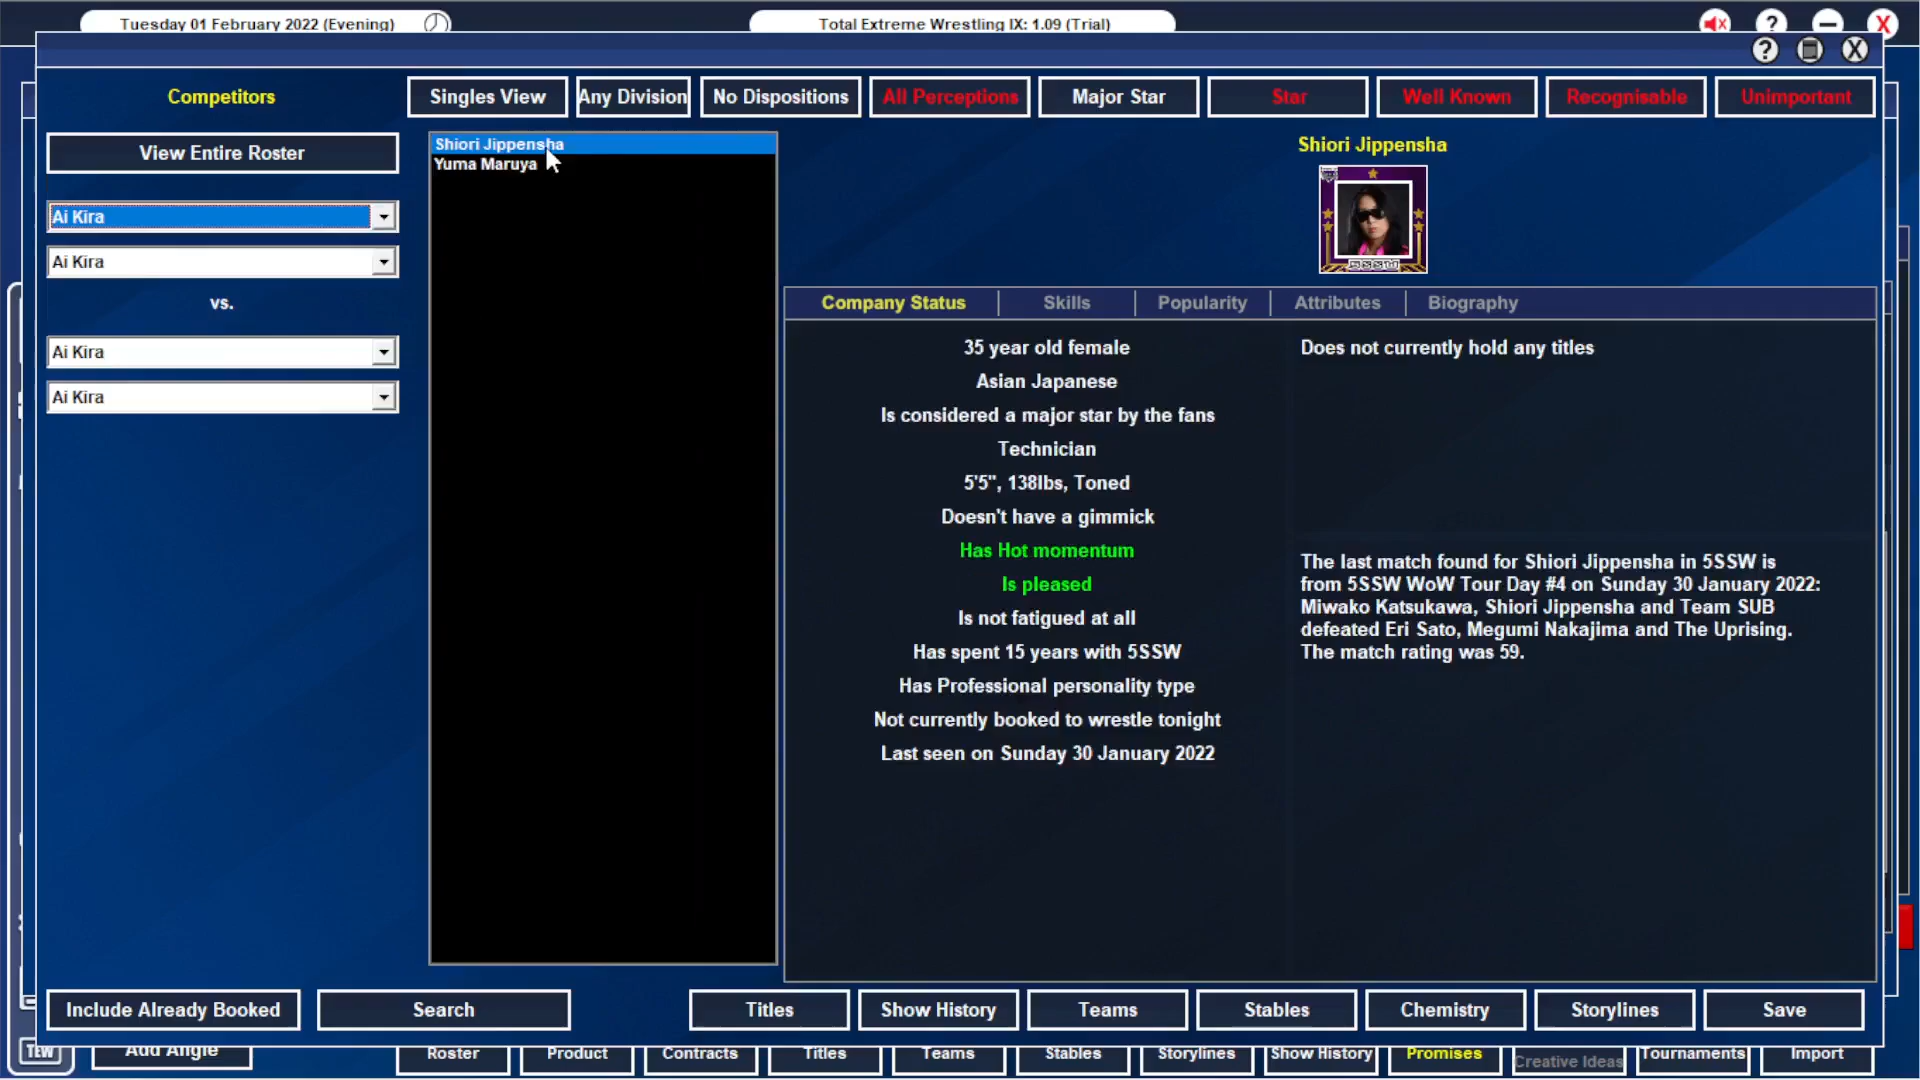 Tuesday 01 February 2022 (Evening)
Total Extreme Wrestling IX: 1.09 (Trial)
Competitors
Singles View
Any Division
No Dispositions
All Perceptions
Major Star
Star
Well Known
Recognisable
Unimportant
View Entire Roster
Ai Kira
Ai Kira
vs.
Ai Kira
Ai Kira
Shiori Jippensha
Yuma Maruya
Shiori Jippensha
Company Status
Skills
Popularity
Attributes
Biography
35 year old female
Asian Japanese
Is considered a major star by the fans
Technician
5'5", 138lbs, Toned
Doesn't have a gimmick
Has Hot momentum
Is pleased
Is not fatigued at all
Has spent 15 years with 5SSW
Has Professional personality type
Not currently booked to wrestle tonight
Last seen on Sunday 30 January 2022
Does not currently hold any titles
The last match found for Shiori Jippensha in 5SSW is
from 5SSW WoW Tour Day #4 on Sunday 30 January 2022:
Miwako Katsukawa, Shiori Jippensha and Team SUB
defeated Eri Sato, Megumi Nakajima and The Uprising.
The match rating was 59.
Include Already Booked
Search
Titles
Show History
Teams
Stables
Chemistry
Storylines
Save
TEW
Add Angle
Roster
Product
Contracts
Titles
Teams
Stables
Storylines
Show History
Promises
Creative Ideas
Tournaments
Import